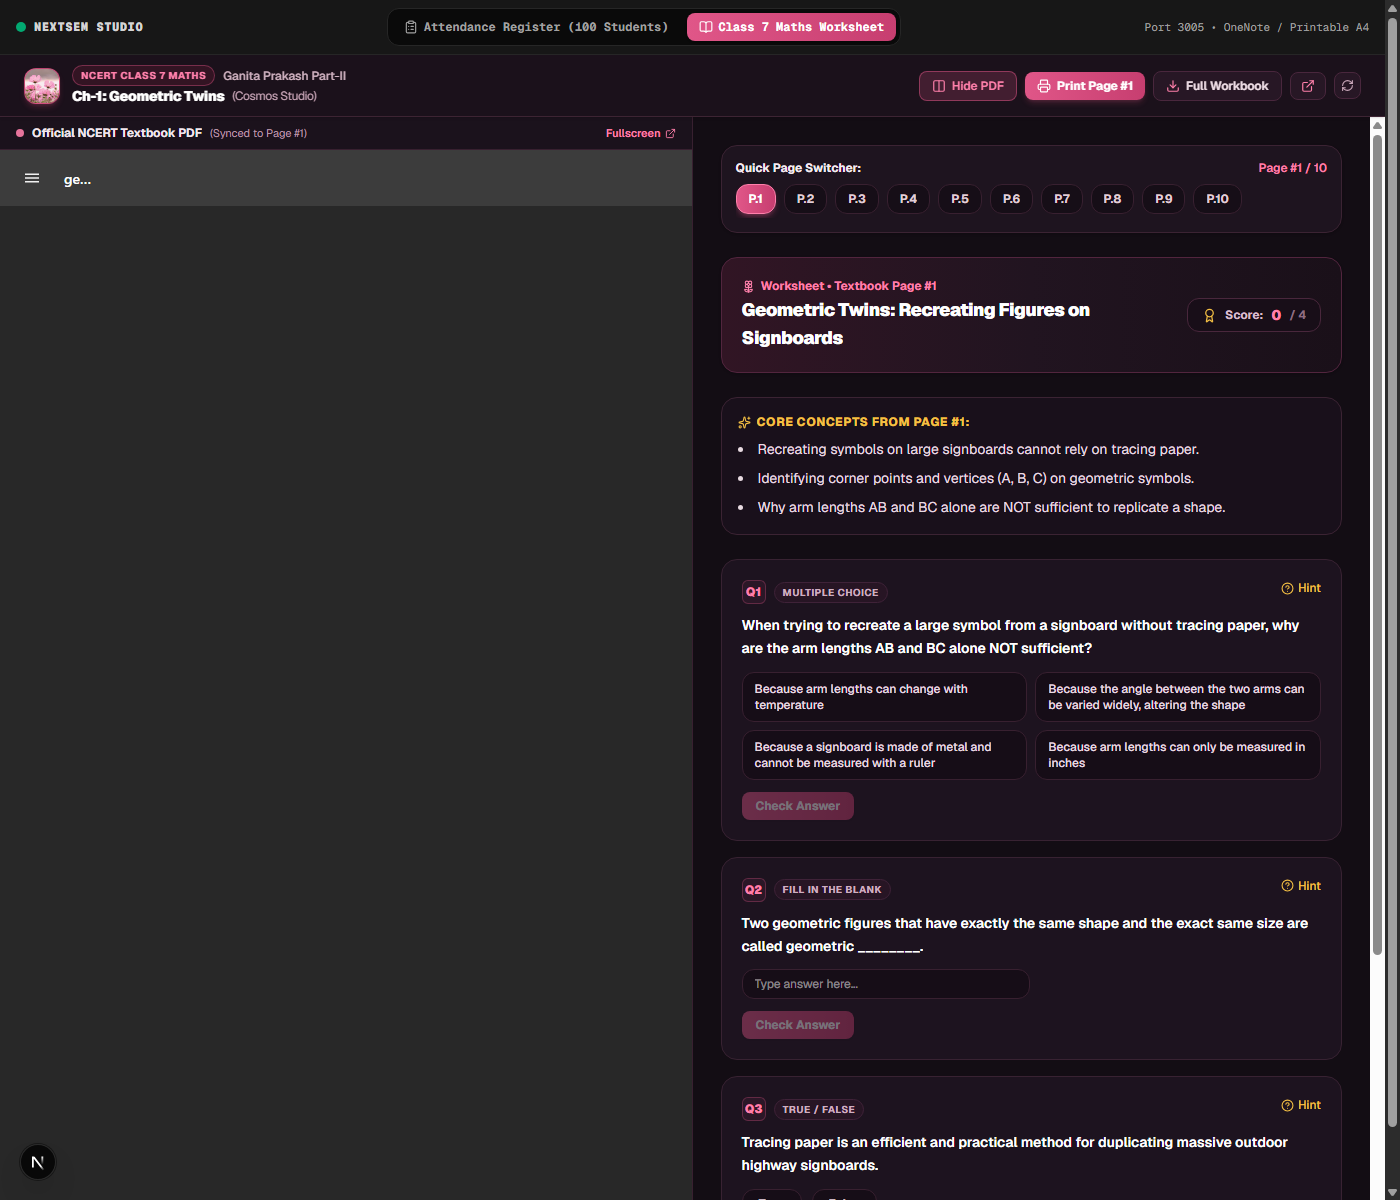 NEXTSEM STUDIO
Attendance Register (100 Students)
Class 7 Maths Worksheet
Port 3005 • OneNote / Printable A4
NCERT CLASS 7 MATHS
Ganita Prakash Part-II
Ch-1: Geometric Twins (Cosmos Studio)
Hide PDF
Print Page #1
Full Workbook
Official NCERT Textbook PDF (Synced to Page #1)
Fullscreen
ge...
Quick Page Switcher:
Page #1 / 10
P.1
P.2
P.3
P.4
P.5
P.6
P.7
P.8
P.9
P.10
Worksheet • Textbook Page #1
Geometric Twins: Recreating Figures on
Signboards
Score: 0 / 4
CORE CONCEPTS FROM PAGE #1:
• Recreating symbols on large signboards cannot rely on tracing paper.
• Identifying corner points and vertices (A, B, C) on geometric symbols.
• Why arm lengths AB and BC alone are NOT sufficient to replicate a shape.
Q1
MULTIPLE CHOICE
Hint
When trying to recreate a large symbol from a signboard without tracing paper, why
are the arm lengths AB and BC alone NOT sufficient?
Because arm lengths can change with
temperature
Because the angle between the two arms can
be varied widely, altering the shape
Because a signboard is made of metal and
cannot be measured with a ruler
Because arm lengths can only be measured in
inches
Check Answer
Q2
FILL IN THE BLANK
Hint
Two geometric figures that have exactly the same shape and the exact same size are
called geometric ________.
Type answer here...
Check Answer
Q3
TRUE / FALSE
Hint
Tracing paper is an efficient and practical method for duplicating massive outdoor
highway signboards.
N